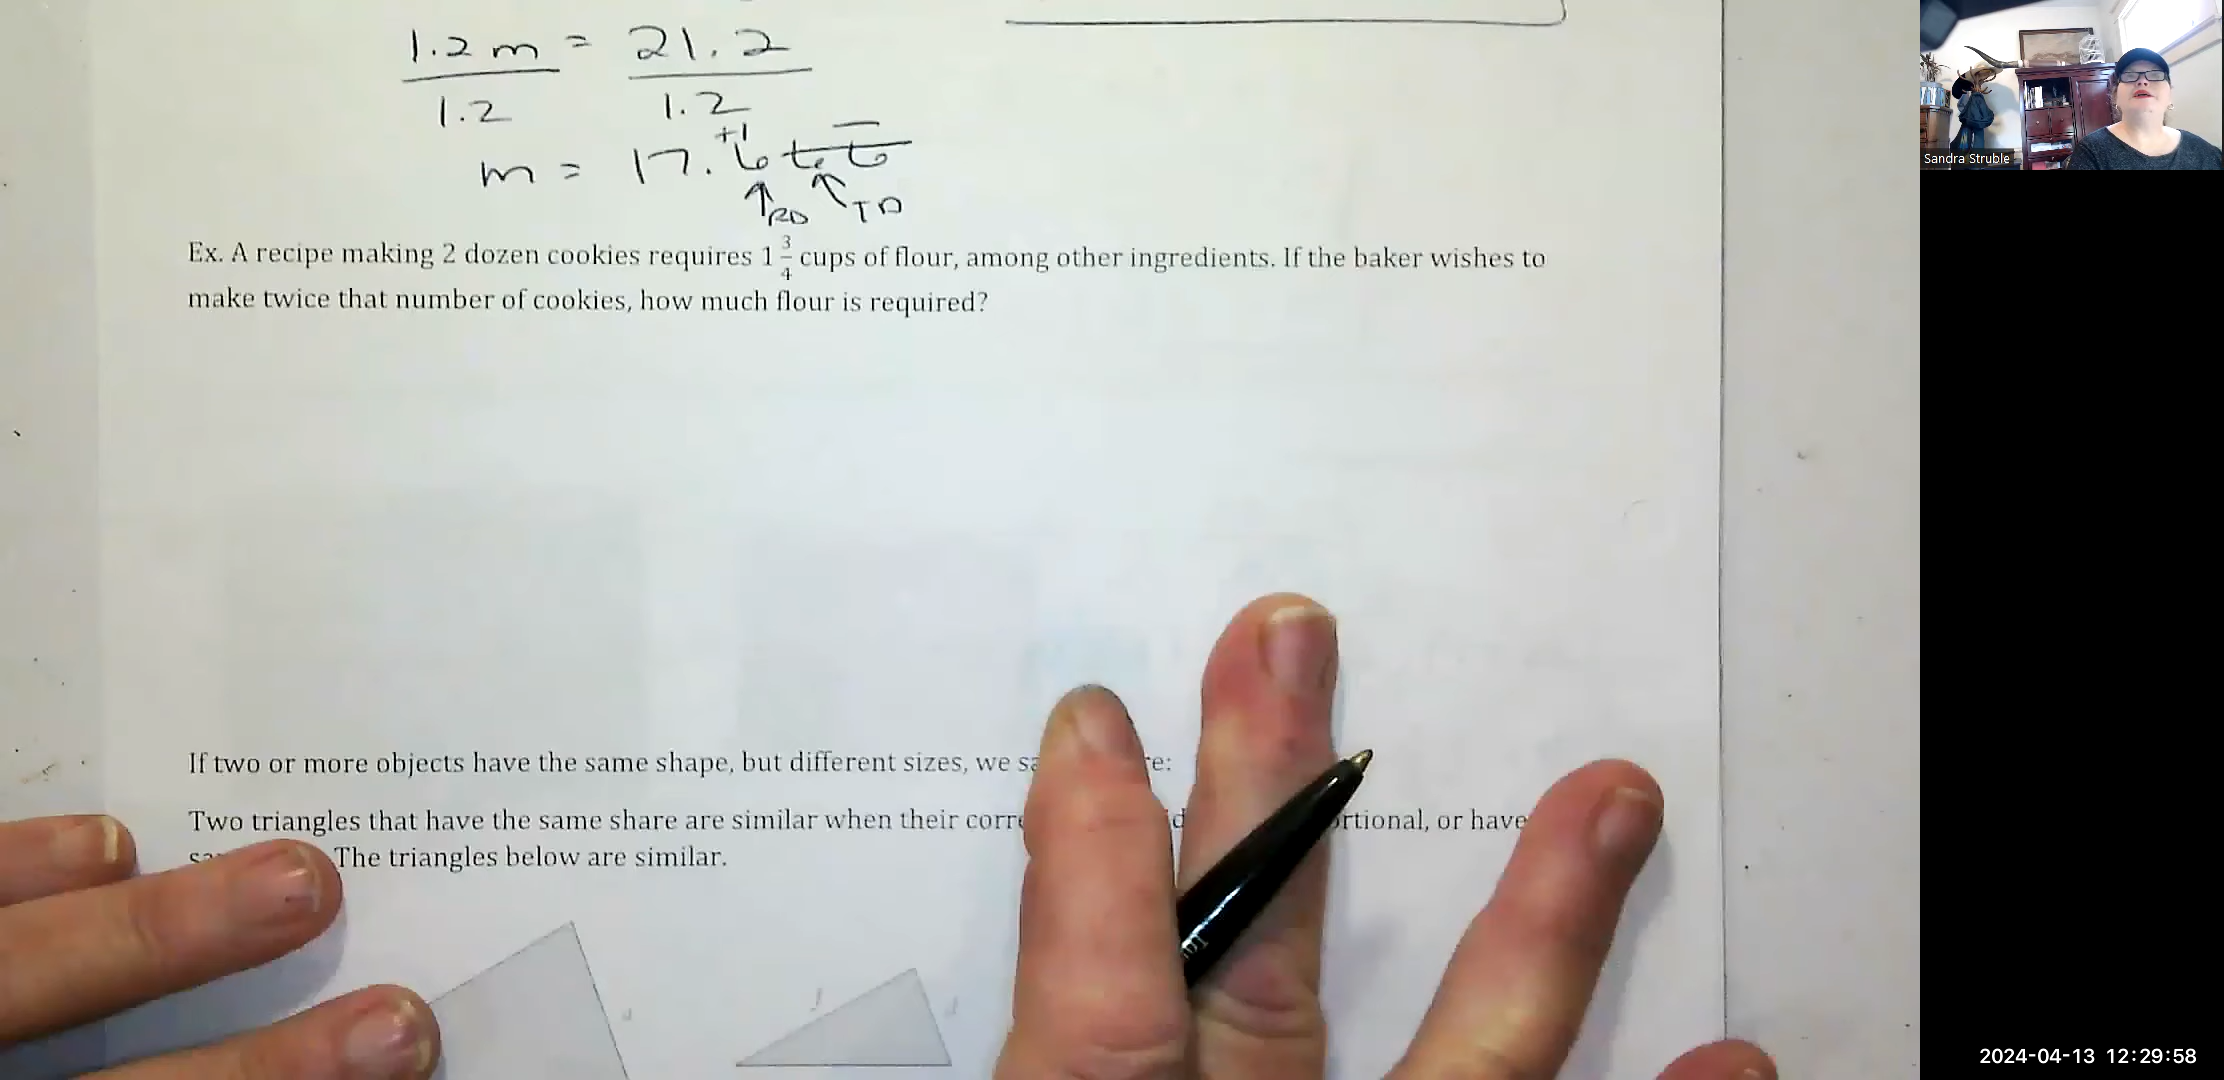 1.2 m = 21.2
1.2 1.2
+1
m = 17.666
RD TD
Ex. A recipe making 2 dozen cookies requires 1 3/4 cups of flour, among other ingredients. If the baker wishes to
make twice that number of cookies, how much flour is required?
If two or more objects have the same shape, but different sizes, we e:
Two triangles that have the same share are similar when their or have
The triangles below are similar.
Sandra Struble
2024-04-13 12:29:58